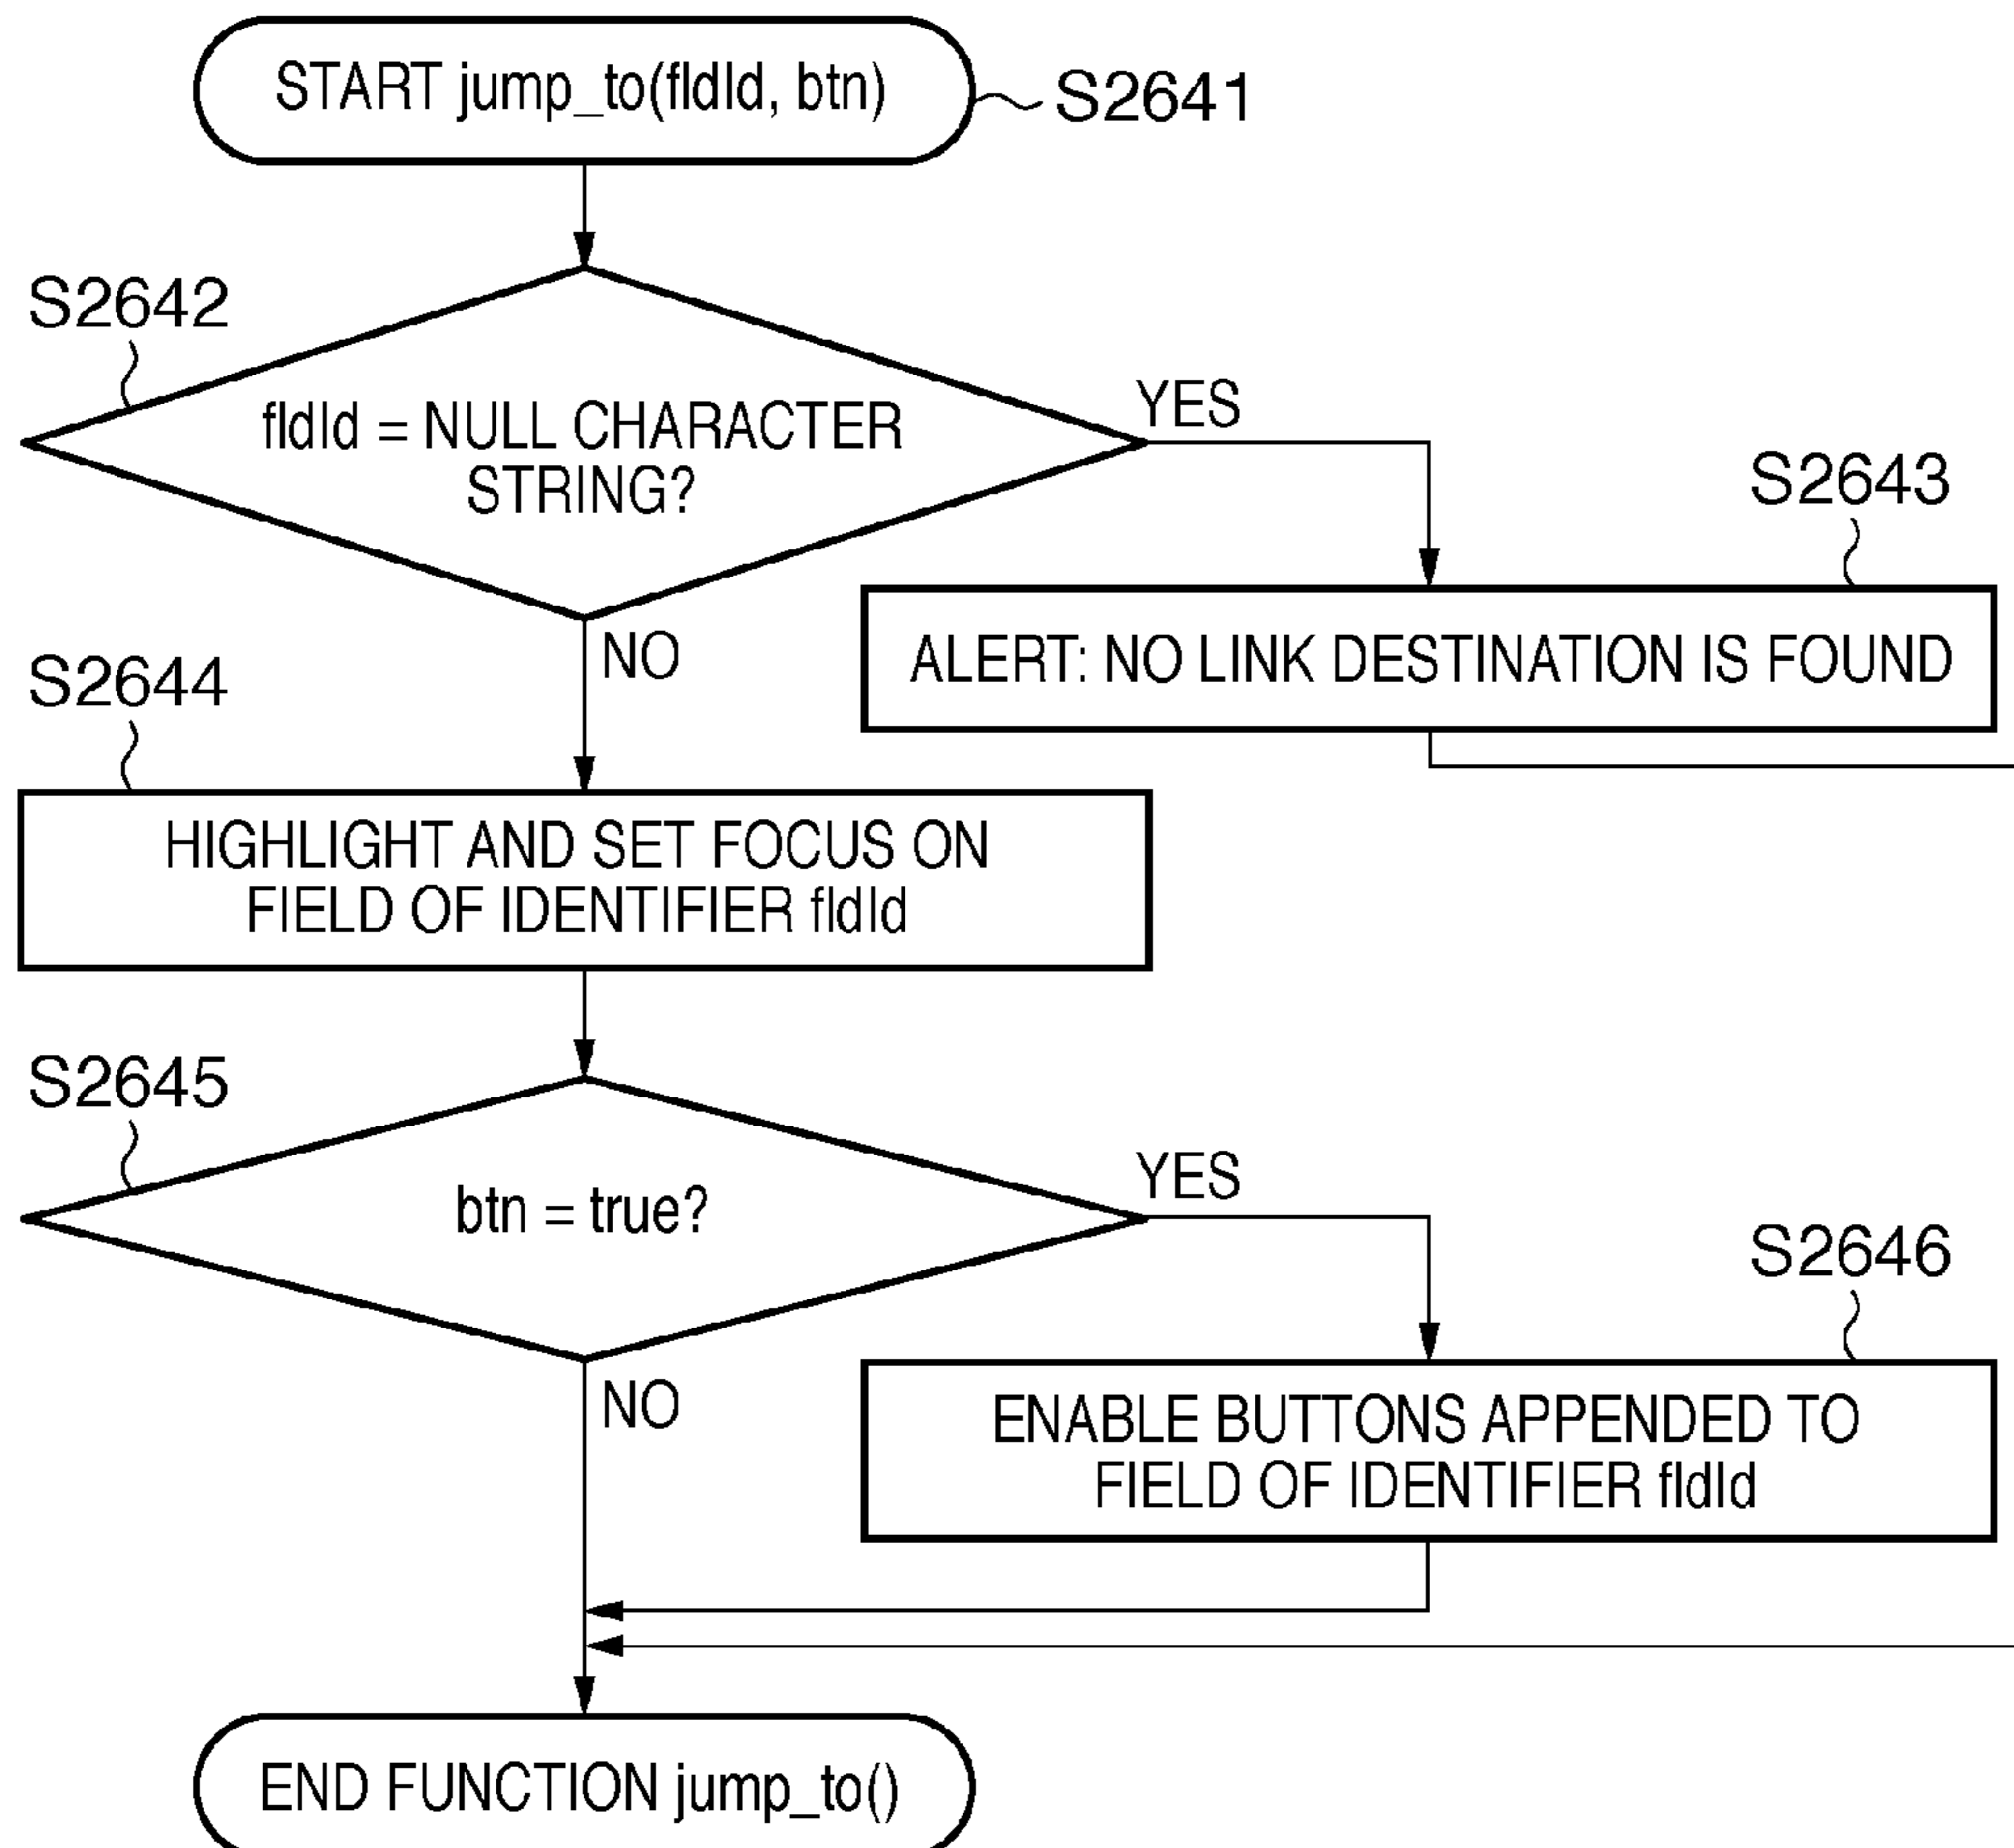 START jump_to(fldId, btn)
S2641
S2642
fldId = NULL CHARACTER
STRING?
YES
S2643
ALERT: NO LINK DESTINATION IS FOUND
NO
S2644
HIGHLIGHT AND SET FOCUS ON
FIELD OF IDENTIFIER fldId
S2645
btn = true?
YES
S2646
ENABLE BUTTONS APPENDED TO
FIELD OF IDENTIFIER fldId
NO
END FUNCTION jump_to()